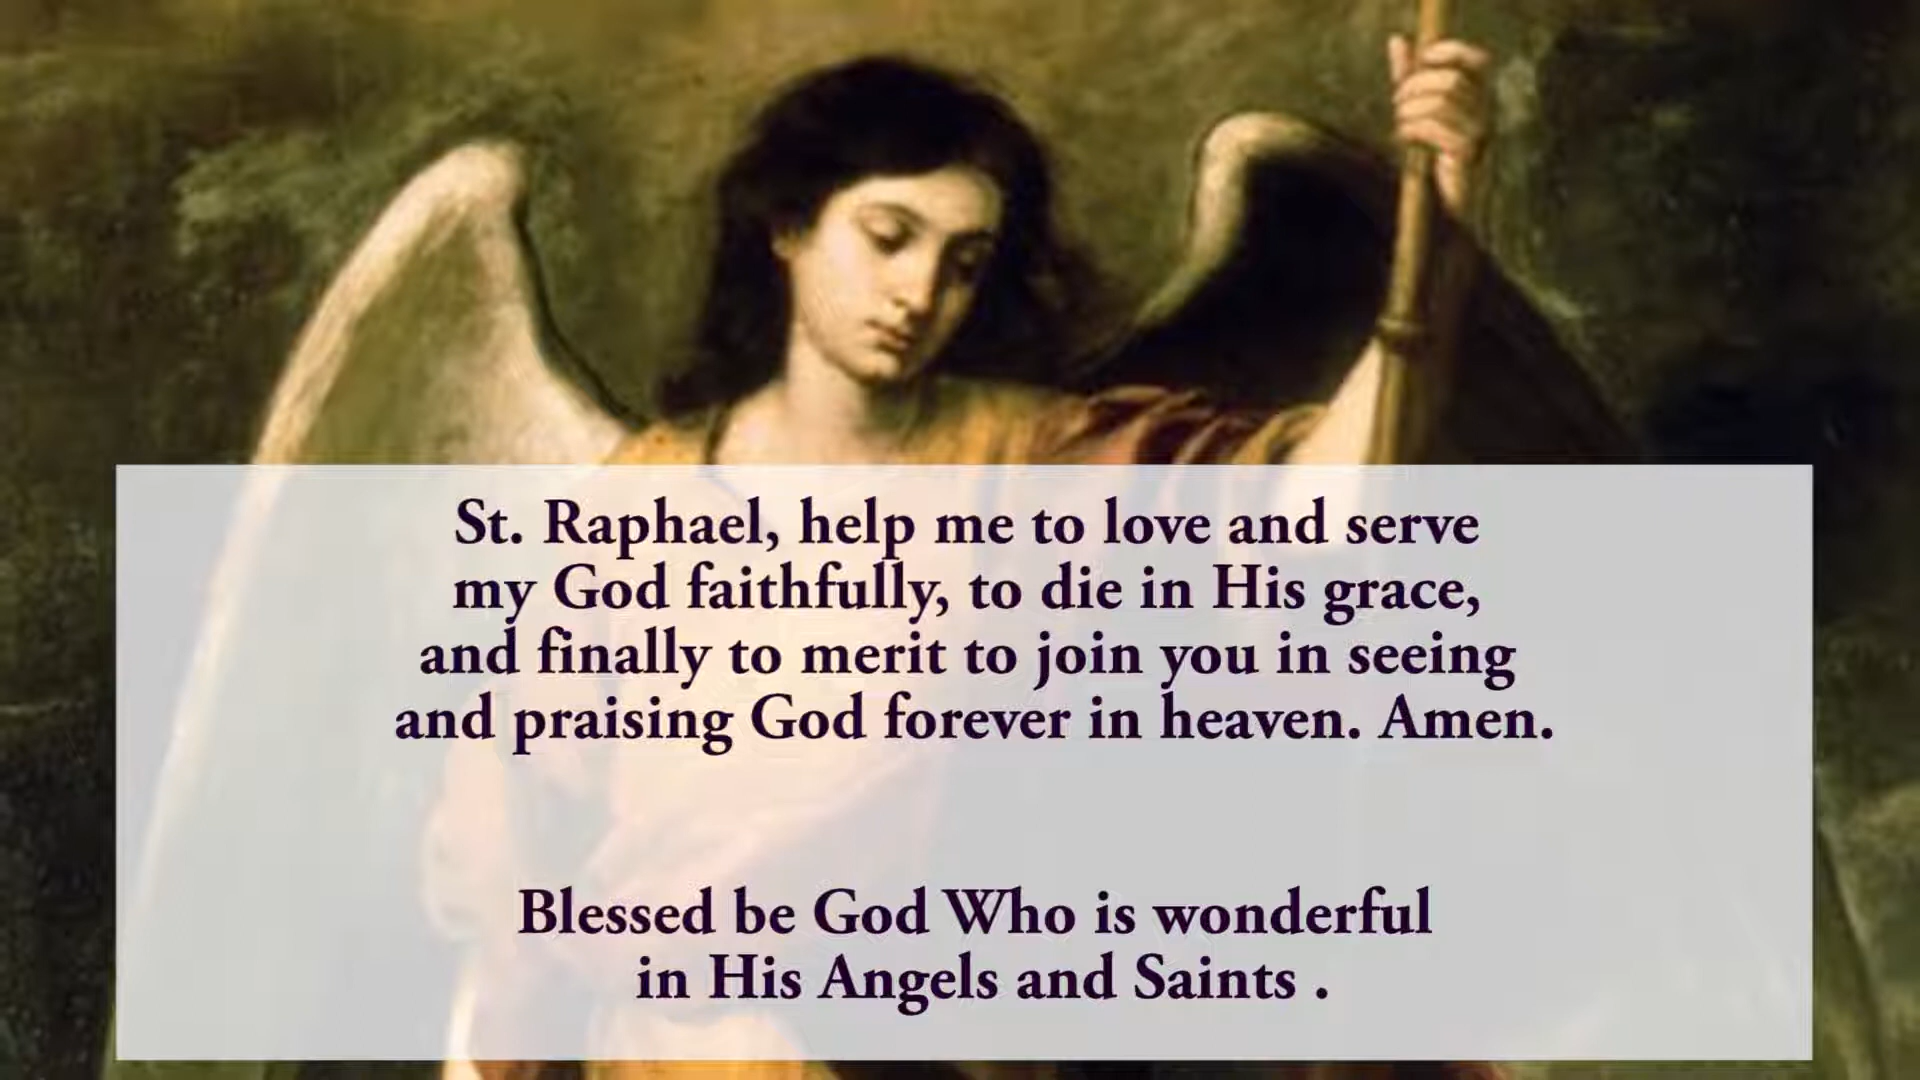 St. Raphael, help me to love and serve
my God faithfully, to die in His grace,
and finally to merit to join you in seeing
and praising God forever in heaven. Amen.
Blessed be God Who is wonderful
in His Angels and Saints .